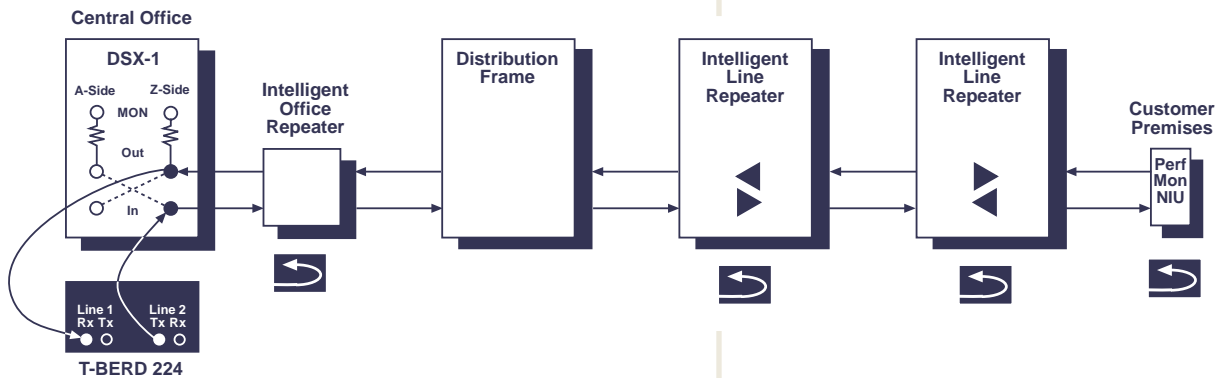 Central Office
DSX-1
A-Side
Z-Side
MON
Out
In
Line 1
Rx Tx
Line 2
Tx Rx
T-BERD 224
Intelligent
Office
Repeater
Distribution
Frame
Intelligent
Line
Repeater
Intelligent
Line
Repeater
Customer
Premises
Perf
Mon
NIU